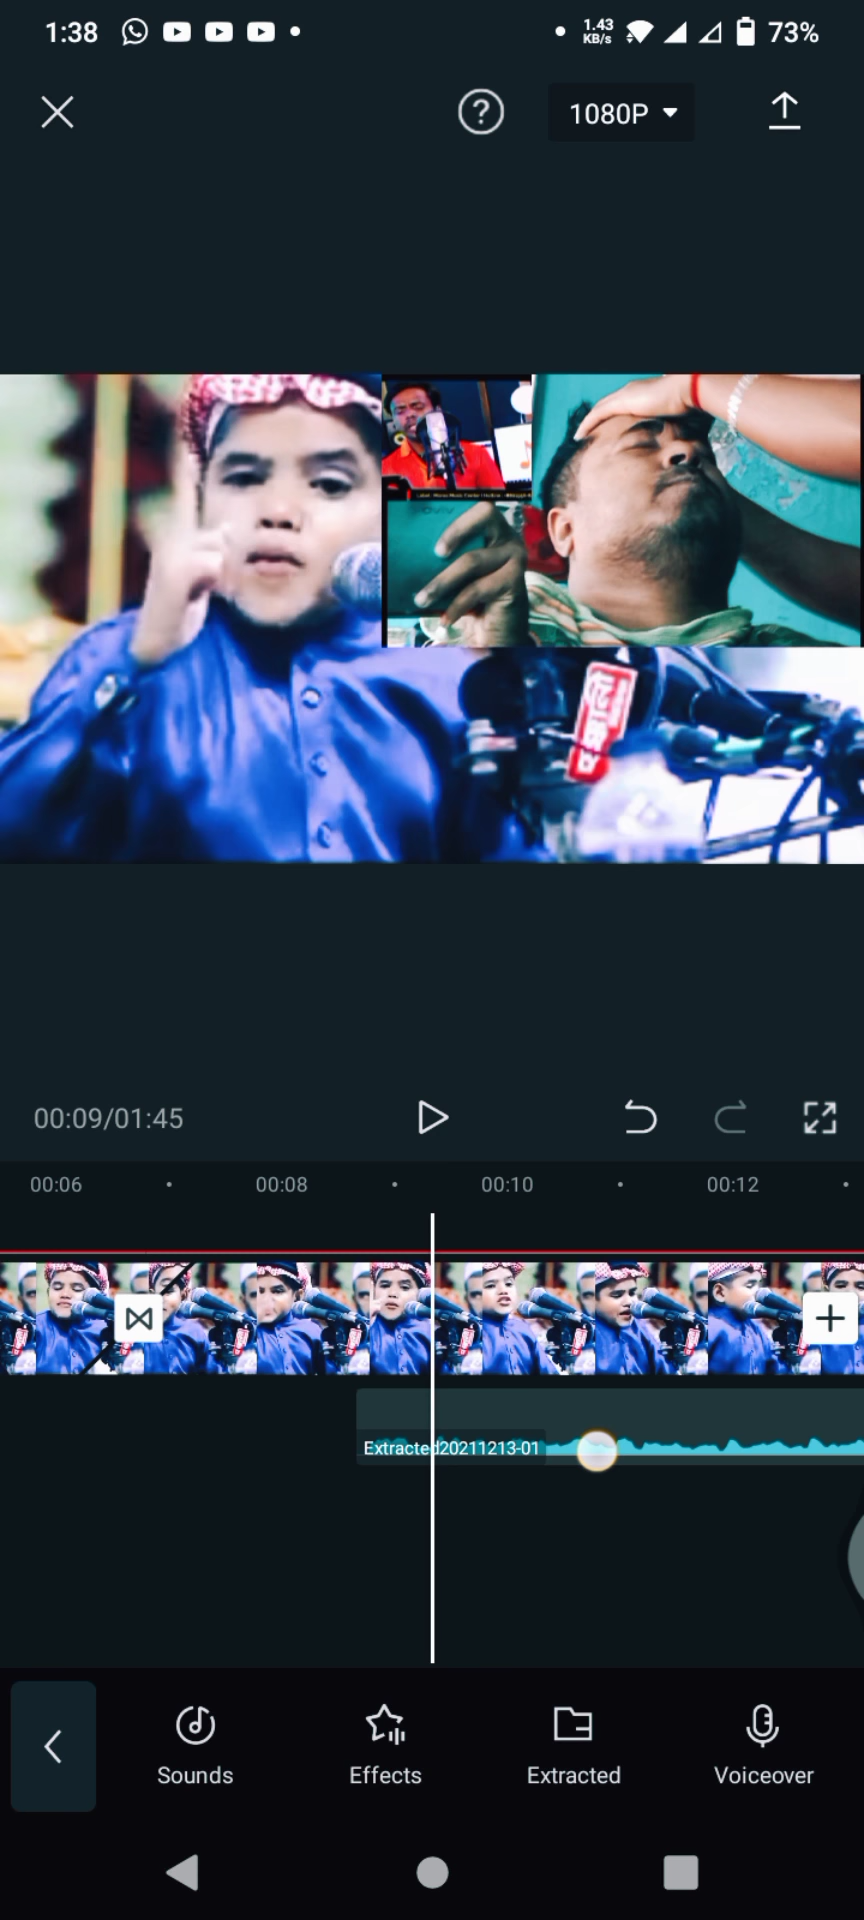 1:38
1.43
KB/s
73%
1080P
00:09/01:45
00:06
00:08
00:10
00:12
Extracted20211213-01
Sounds
Effects
Extracted
Voiceover